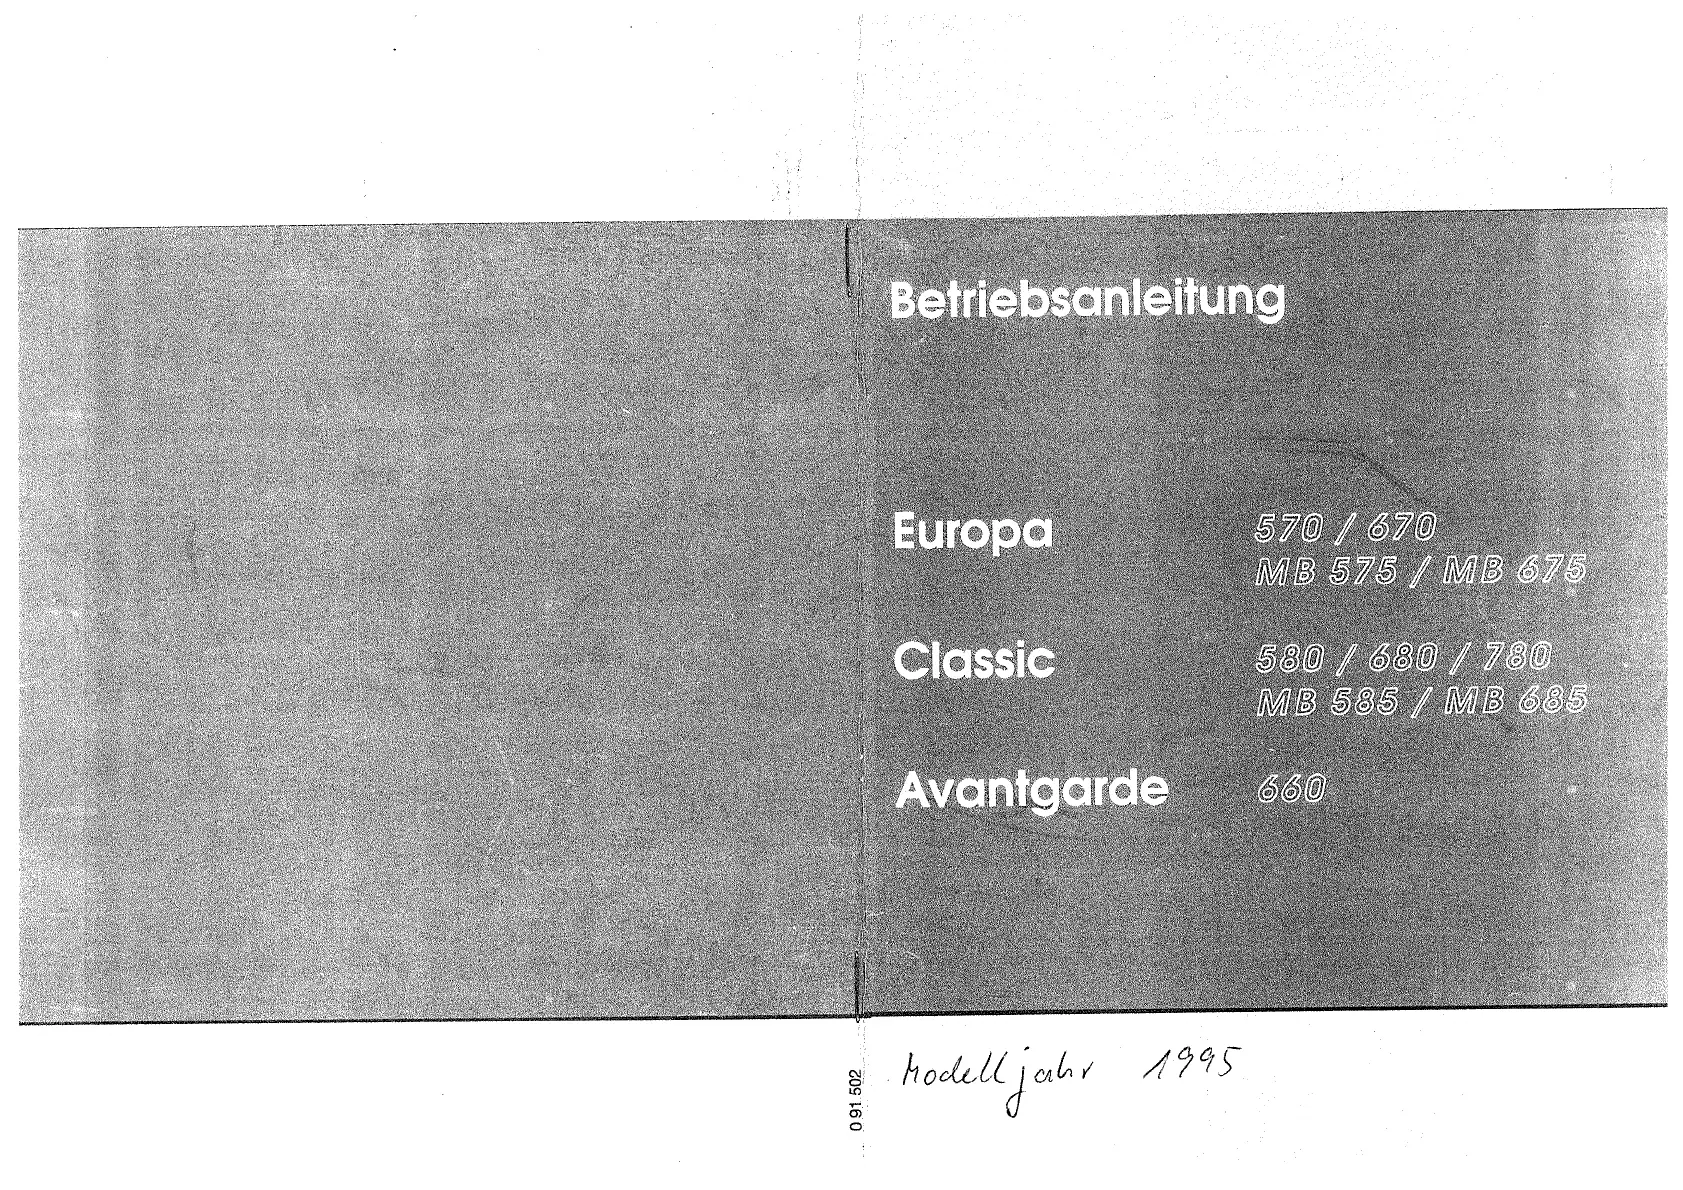 Betriebsanleitung
Europa 570 / 670
MB 575 / MB 675
Classic 580 / 680 / 780
MB 585 / MB 685
Avantgarde 660
Modelljahr 1995
0 91 502